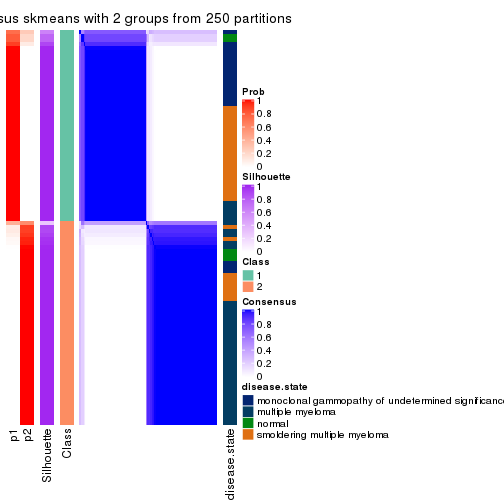 sus skmeans with 2 groups from 250 partitions
Prob
1
0.8
0.6
0.4
0.2
0
Silhouette
1
0.8
0.6
0.4
0.2
0
Class
1
2
Consensus
1
0.8
0.6
0.4
0.2
0
disease.state
monoclonal gammopathy of undetermined significance
multiple myeloma
normal
smoldering multiple myeloma
p1
p2
Silhouette
Class
disease.state